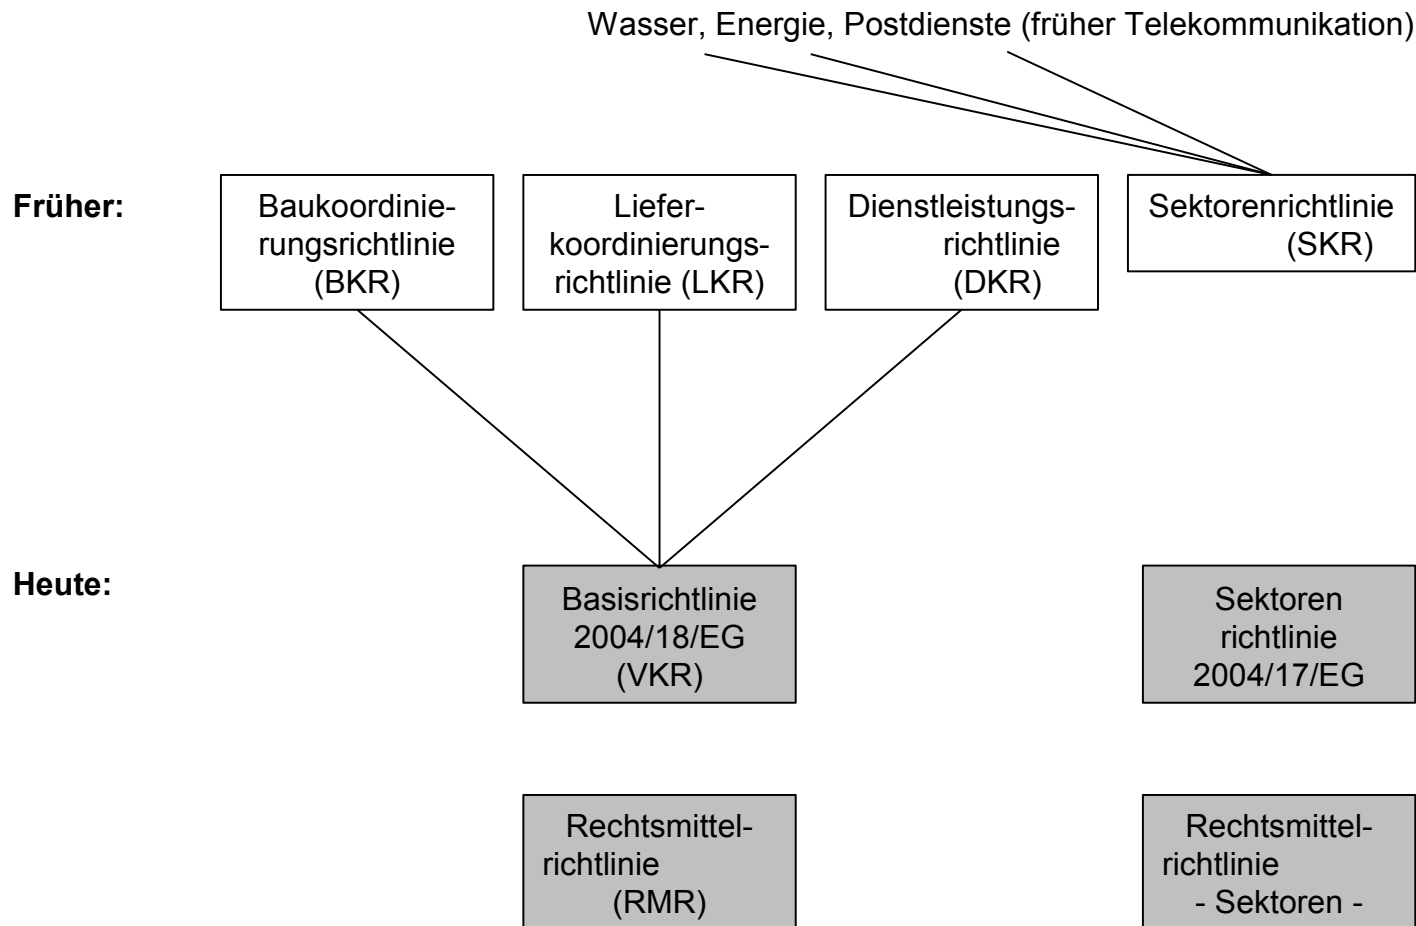 Wasser, Energie, Postdienste (früher Telekommunikation)
Früher:
Baukoordinie-
rungsrichtlinie
(BKR)
Liefer-
koordinierungs-
richtlinie (LKR)
Dienstleistungs-
richtlinie
(DKR)
Sektorenrichtlinie
(SKR)
Heute:
Basisrichtlinie
2004/18/EG
(VKR)
Sektoren
richtlinie
2004/17/EG
Rechtsmittel-
richtlinie
(RMR)
Rechtsmittel-
richtlinie
- Sektoren -